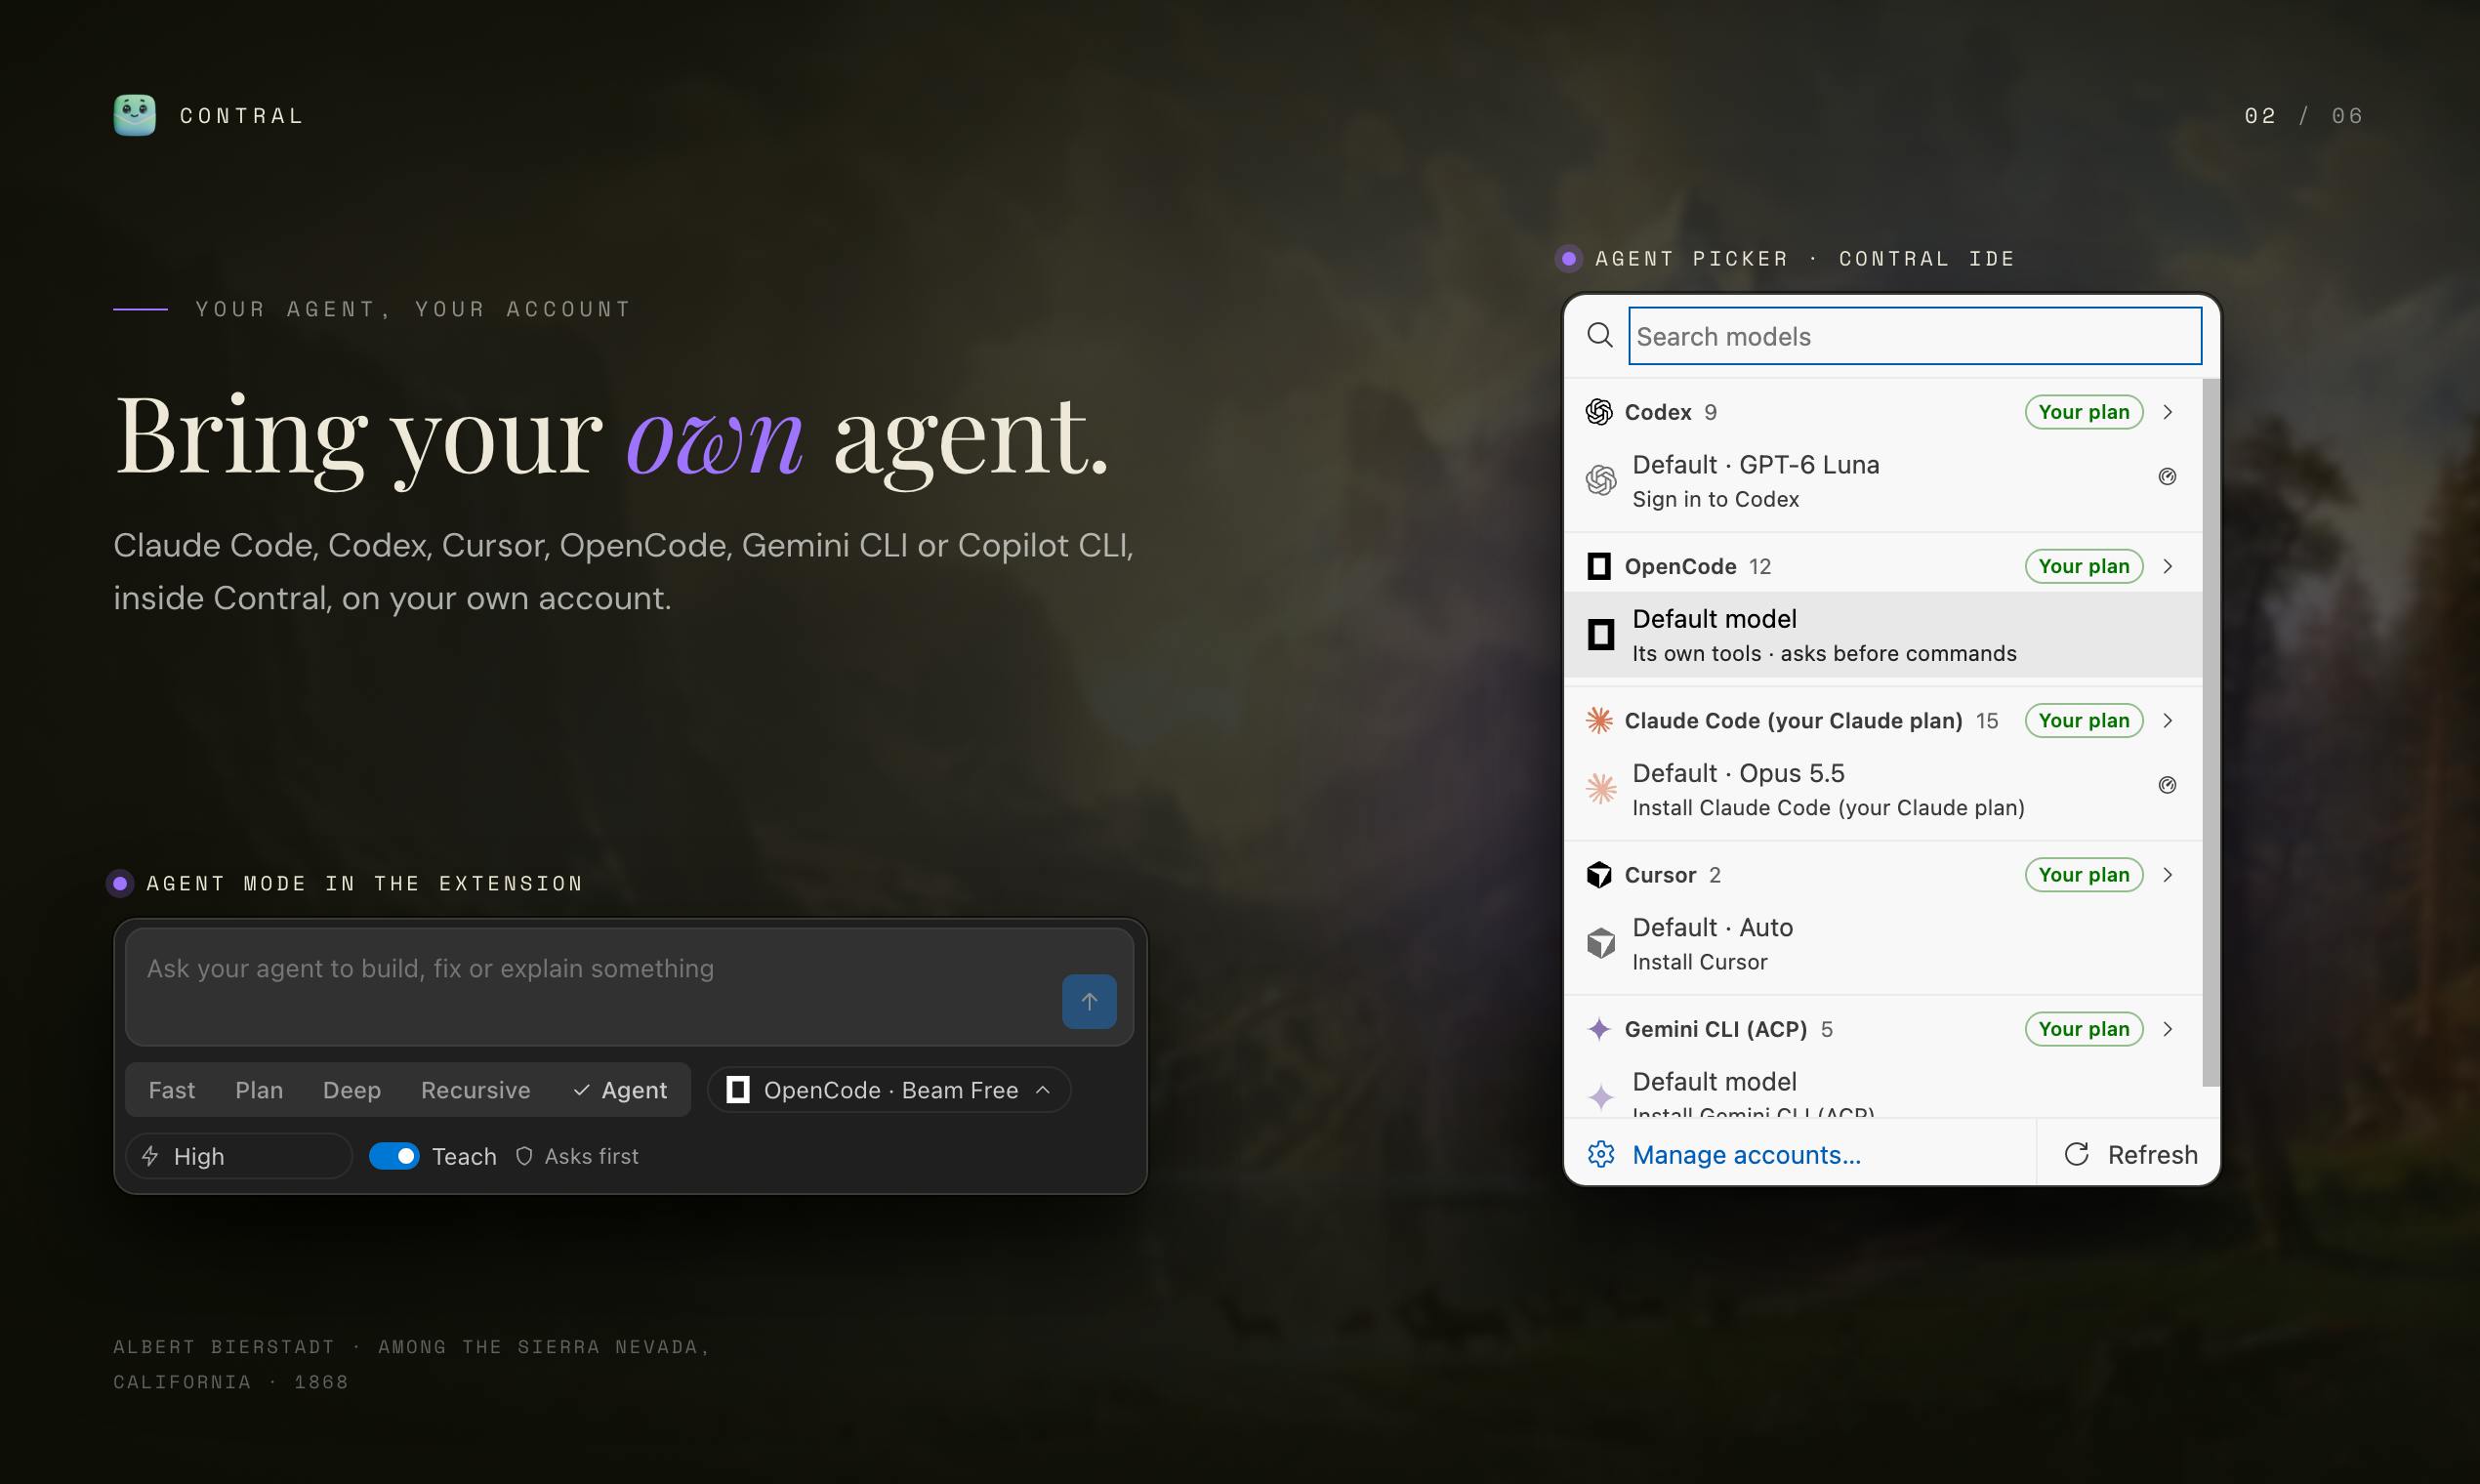 CONTRAL
02 / 06
YOUR AGENT, YOUR ACCOUNT
Bring your own agent.
Claude Code, Codex, Cursor, OpenCode, Gemini CLI or Copilot CLI,
inside Contral, on your own account.
AGENT MODE IN THE EXTENSION
Ask your agent to build, fix or explain something
Fast Plan Deep Recursive Agent OpenCode · Beam Free
High Teach Asks first
ALBERT BIERSTADT · AMONG THE SIERRA NEVADA,
CALIFORNIA · 1868
AGENT PICKER · CONTRAL IDE
Search models
Codex 9 Your plan
Default · GPT-6 Luna
Sign in to Codex
OpenCode 12 Your plan
Default model
Its own tools · asks before commands
Claude Code (your Claude plan) 15 Your plan
Default · Opus 5.5
Install Claude Code (your Claude plan)
Cursor 2 Your plan
Default · Auto
Install Cursor
Gemini CLI (ACP) 5 Your plan
Default model
Install Gemini CLI (ACP)
Manage accounts... Refresh